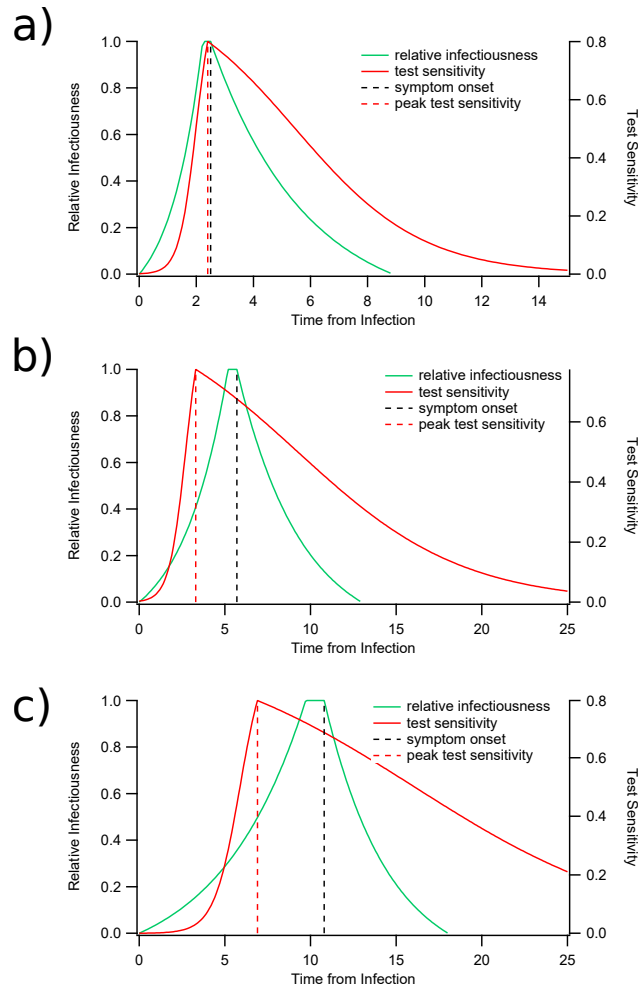 a)
1.0
0.8
0.6
0.4
0.2
0.0
Relative Infectiousness
0.8
0.6
0.4
0.2
0.0
Test Sensitivity
relative infectiousness
test sensitivity
symptom onset
peak test sensitivity
0 2 4 6 8 10 12 14
Time from Infection
b)
1.0
0.8
0.6
0.4
0.2
0.0
Relative Infectiousness
0.6
0.4
0.2
0.0
Test Sensitivity
relative infectiousness
test sensitivity
symptom onset
peak test sensitivity
0 5 10 15 20 25
Time from Infection
c)
1.0
0.8
0.6
0.4
0.2
0.0
Relative Infectiousness
0.8
0.6
0.4
0.2
0.0
Test Sensitivity
relative infectiousness
test sensitivity
symptom onset
peak test sensitivity
0 5 10 15 20 25
Time from Infection